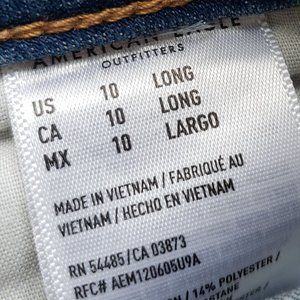 AMERICAN EAGLE
OUTFITTERS
US 10 LONG
CA 10 LONG
MX 10 LARGO
MADE IN VIETNAM / FABRIQUÉ AU
VIETNAM / HECHO EN VIETNAM
RN 54485/CA 03873
RFC# AEM120605U9A
14% POLYESTER /